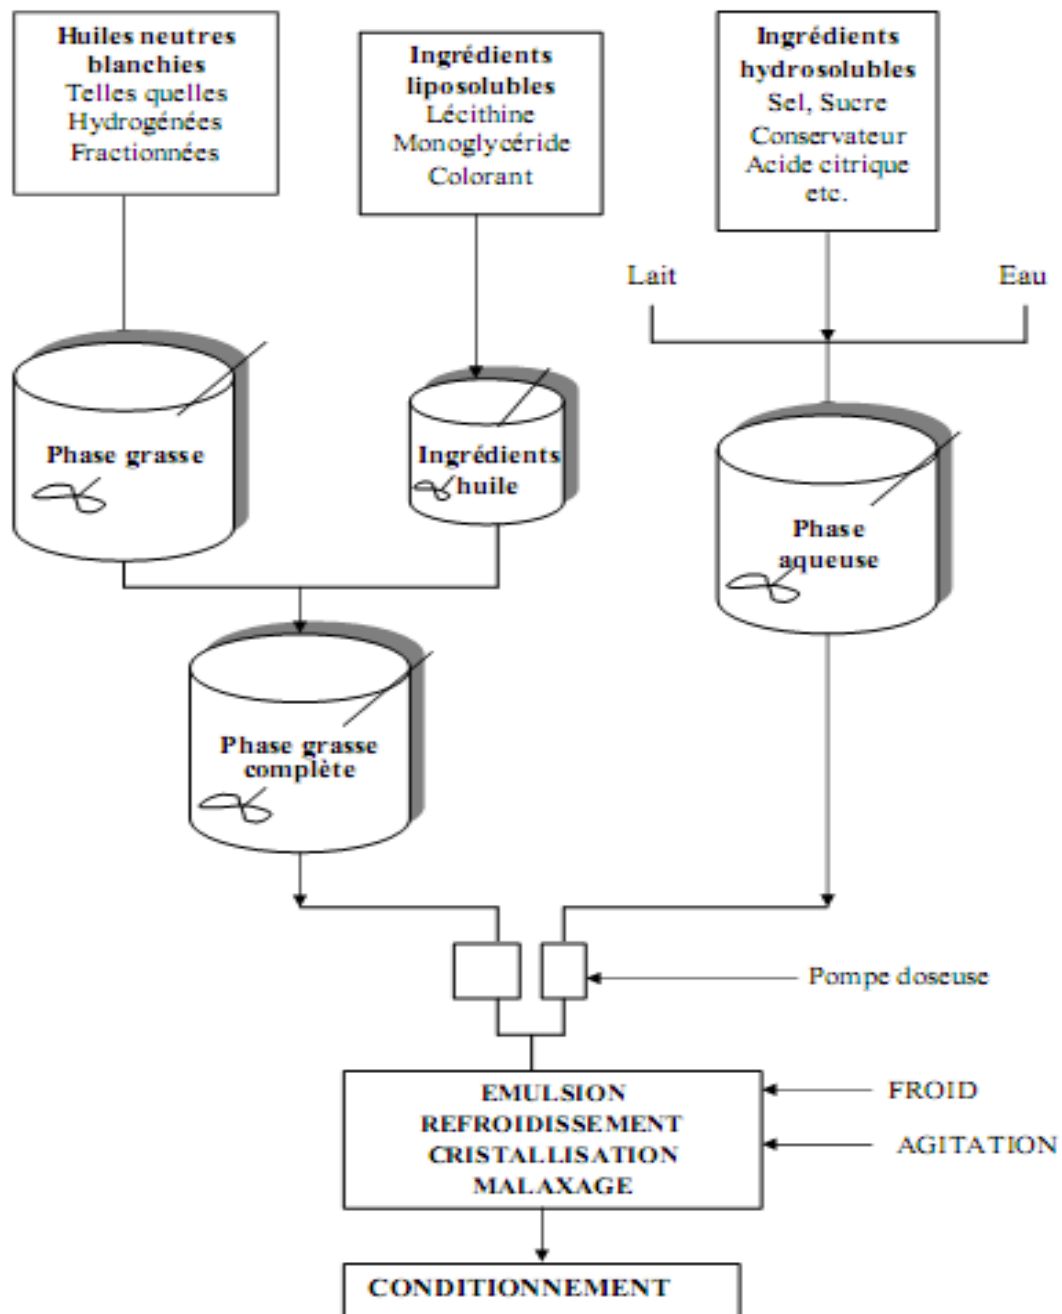 Huiles neutres
blanchies
Telles quelles
Hydrogénées
Fractionnées
Ingrédients
liposolubles
Lécithine
Monoglycéride
Colorant
Ingrédients
hydrosolubles
Sel, Sucre
Conservateur
Acide citrique
etc.
Lait
Eau
Phase grasse
Ingrédients
huile
Phase
aqueuse
Phase grasse
complète
Pompe doseuse
EMULSION
REFROIDISSEMENT
CRISTALLISATION
MALAXAGE
FROID
AGITATION
CONDITIONNEMENT